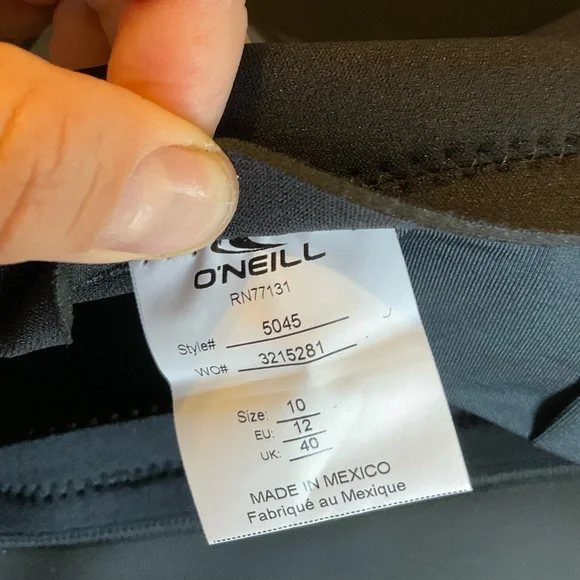 O'NEILL
RN77131
Style# 5045
WO# 3215281
Size: 10
EU: 12
UK: 40
MADE IN MEXICO
Fabriqué au Mexique